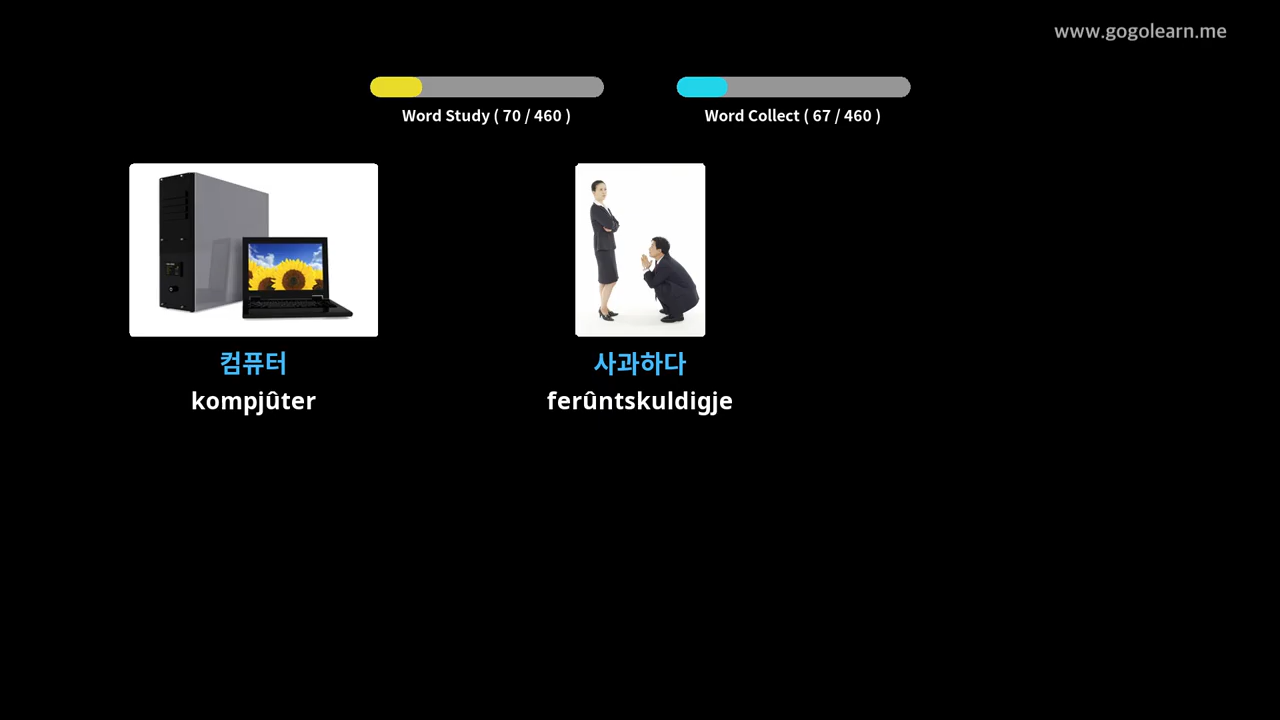 www.gogolearn.me
Word Study ( 70 / 460 )
Word Collect ( 67 / 460 )
컴퓨터
kompjûter
사과하다
ferûntskuldigje